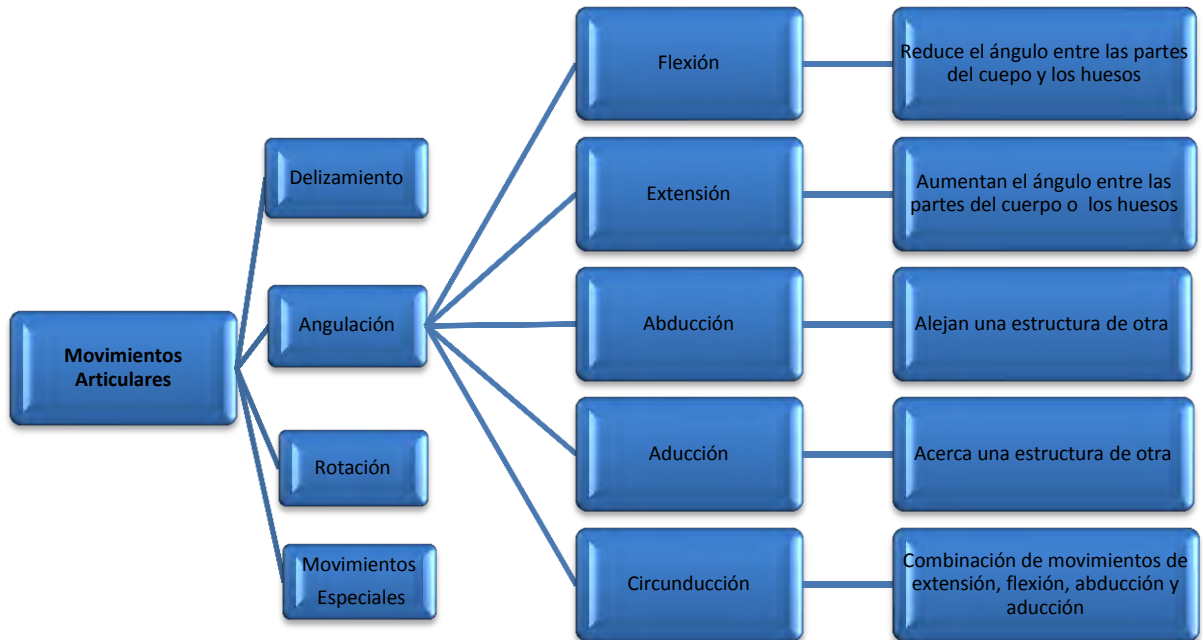 Movimientos
Articulares
Delizamiento
Angulación
Rotación
Movimientos
Especiales
Flexión
Reduce el ángulo entre las partes
del cuepo y los huesos
Extensión
Aumentan el ángulo entre las
partes del cuerpo o los huesos
Abducción
Alejan una estructura de otra
Aducción
Acerca una estructura de otra
Circunducción
Combinación de movimientos de
extensión, flexión, abducción y
aducción